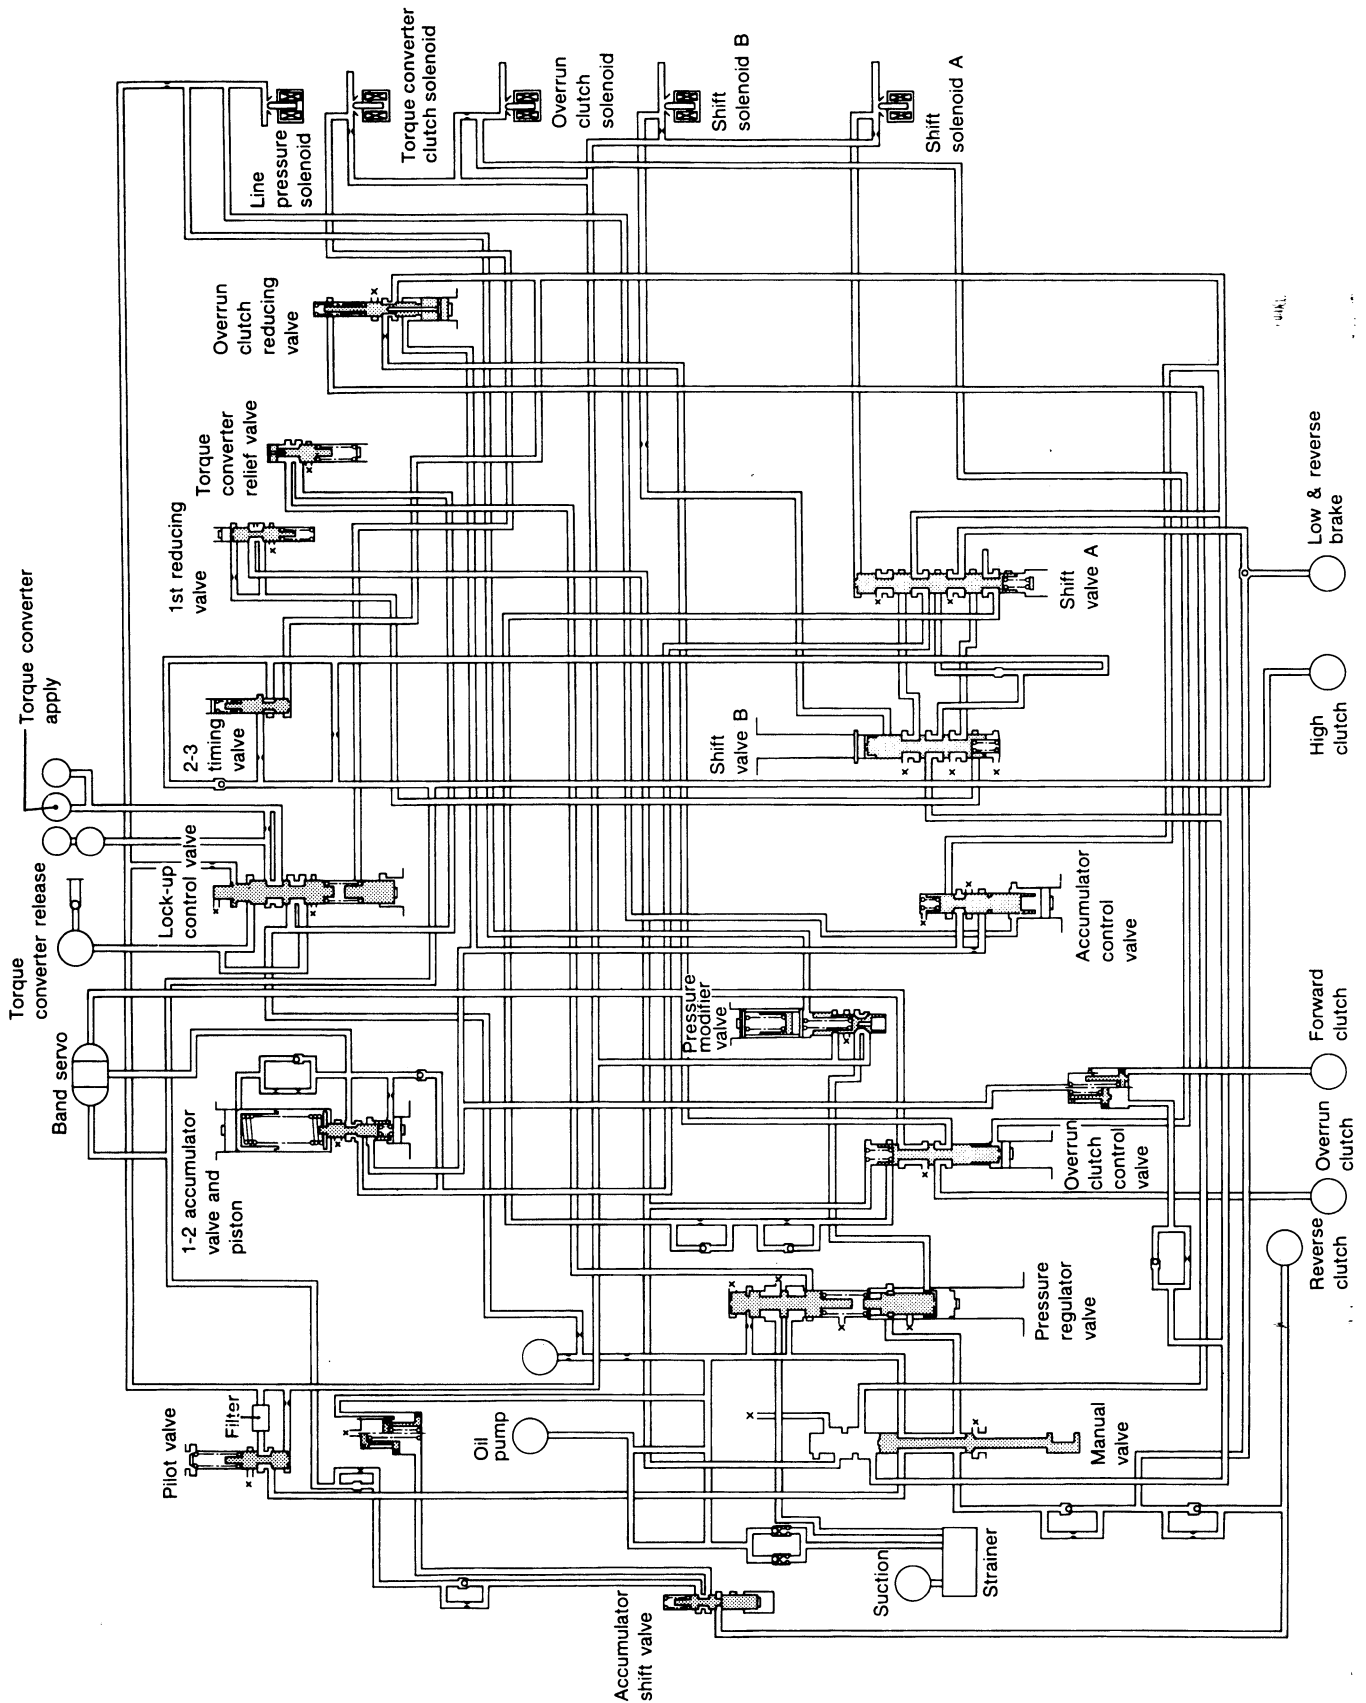 Line
pressure
solenoid
Torque converter
clutch solenoid
Overrun
clutch
solenoid
Shift
solenoid B
Shift
solenoid A
Overrun
clutch
reducing
valve
Torque
converter
relief valve
1st reducing
valve
Torque converter
apply
2-3
timing
valve
Lock-up
control valve
Torque
converter release
Band servo
1-2 accumulator
valve and
piston
Pilot valve
Filter
Shift
valve A
Shift
valve B
Accumulator
control
valve
Pressure
modifier
valve
Overrun
clutch control
valve
Pressure
regulator
valve
Oil
pump
Manual
valve
Suction
Strainer
Accumulator
shift valve
Low & reverse
brake
High
clutch
Forward
clutch
Overrun
clutch
Reverse
clutch